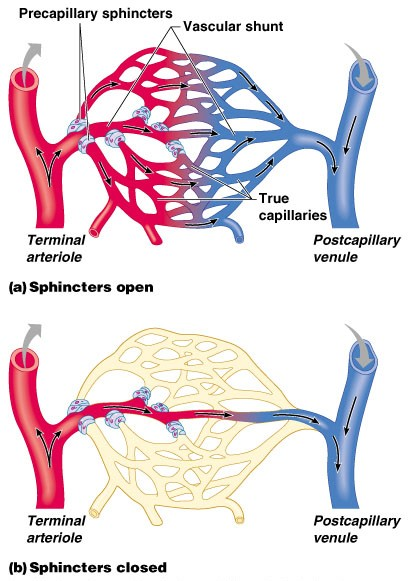 Precapillary sphincters
Vascular shunt
True
capillaries
Terminal
arteriole
Postcapillary
venule
(a) Sphincters open
Terminal
arteriole
Postcapillary
venule
(b) Sphincters closed